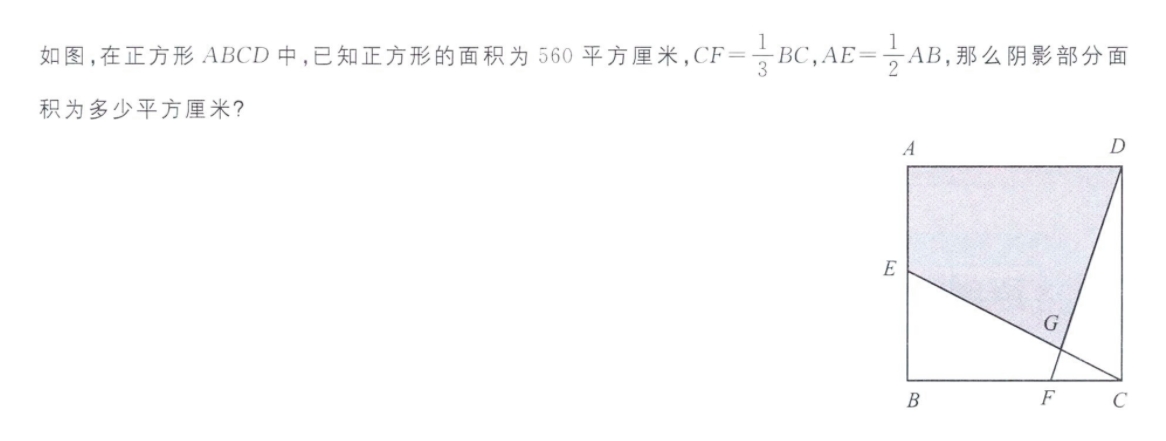 如图,在正方形 ABCD 中,已知正方形的面积为 560 平方厘米,CF=1/3 BC,AE=1/2 AB,那么阴影部分面
积为多少平方厘米?
A D
E
G
B F C